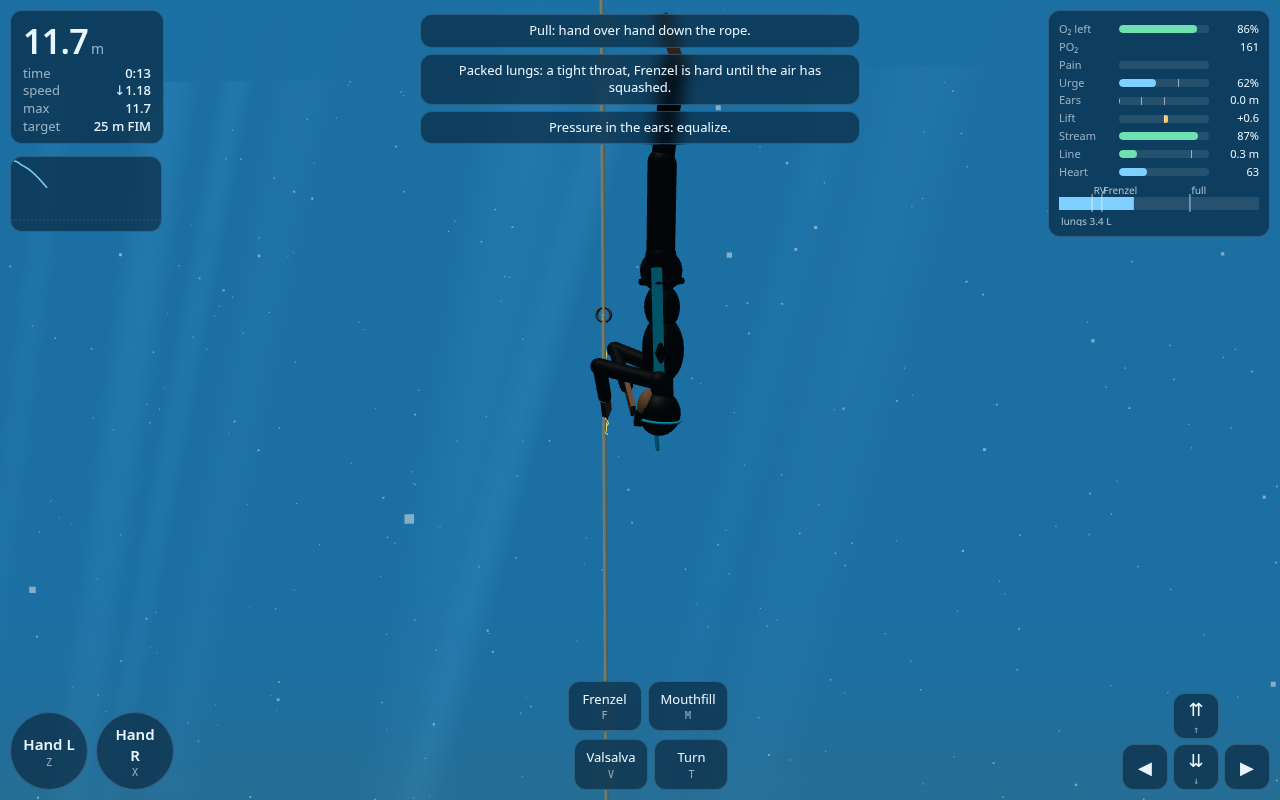 11.7 m
time 0:13
speed ↓1.18
max 11.7
target 25 m FIM
Pull: hand over hand down the rope.
Packed lungs: a tight throat, Frenzel is hard until the air has
squashed.
Pressure in the ears: equalize.
O₂ left 86%
PO₂ 161
Pain
Urge 62%
Ears 0.0 m
Lift +0.6
Stream 87%
Line 0.3 m
Heart 63
RV Frenzel full
lungs 3.4 L
Hand L
Z
Hand
R
X
Frenzel
F
Mouthfill
M
Valsalva
V
Turn
T
⇈
↑
◀
⇊
↓
▶